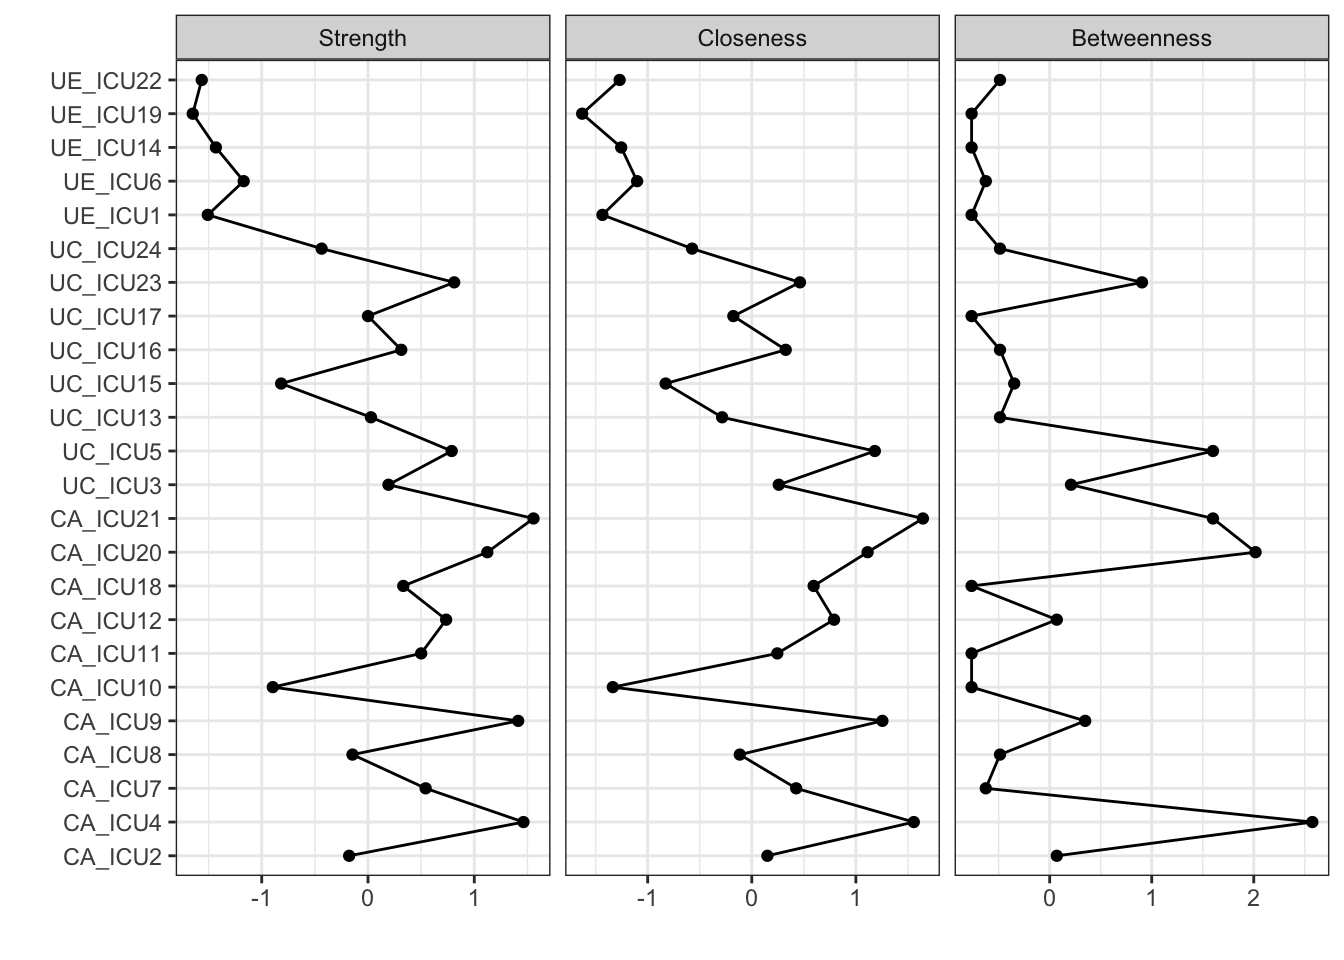 Strength Closeness Betweenness
UE_ICU22
UE_ICU19
UE_ICU14
UE_ICU6
UE_ICU1
UC_ICU24
UC_ICU23
UC_ICU17
UC_ICU16
UC_ICU15
UC_ICU13
UC_ICU5
UC_ICU3
CA_ICU21
CA_ICU20
CA_ICU18
CA_ICU12
CA_ICU11
CA_ICU10
CA_ICU9
CA_ICU8
CA_ICU7
CA_ICU4
CA_ICU2
-1 0 1 -1 0 1 0 1 2